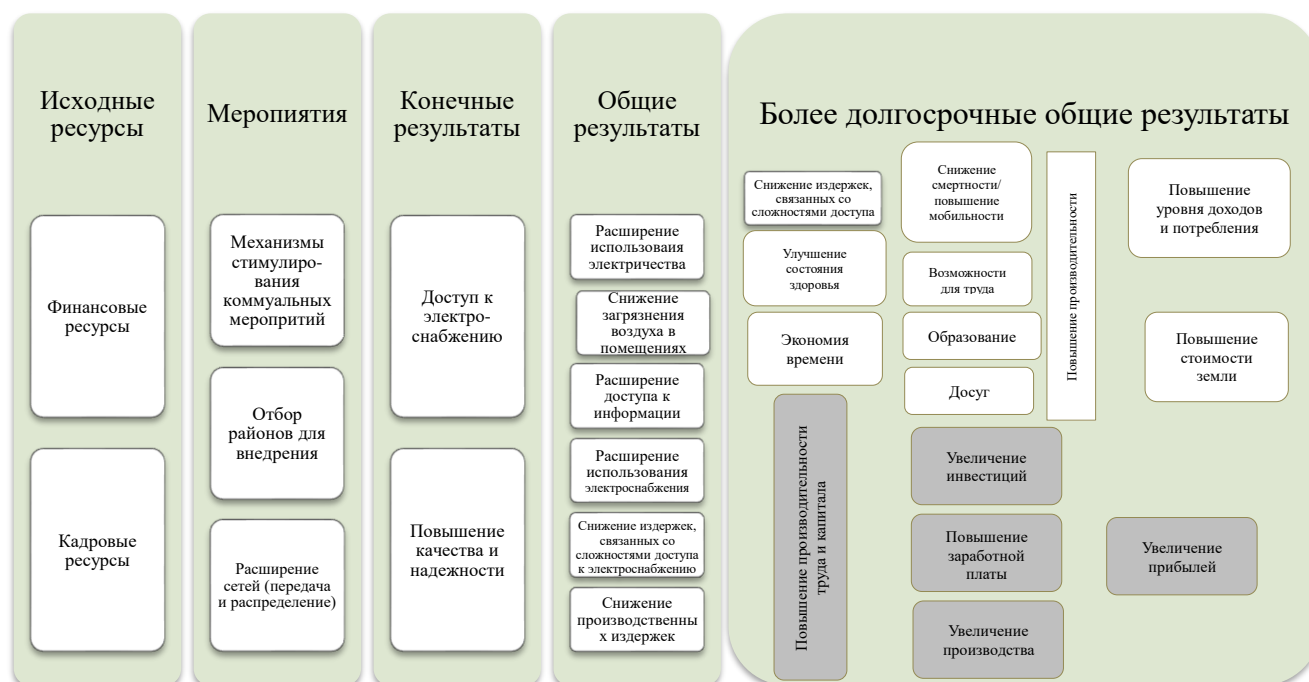 Исходные
ресурсы
Финансовые
ресурсы
Кадровые
ресурсы
Меропиятия
Механизмы
стимулиро-
вания
коммуальных
меропритий
Отбор
районов для
внедрения
Расширение
сетей (передача
и распределение)
Конечные
результаты
Доступ к
электро-
снабжению
Повышение
качества и
надежности
Общие
результаты
Расширение
использоваия
электричества
Снижение
загрязнения
воздуха в
помещениях
Расширение
доступа к
информации
Расширение
использования
электроснабжения
Снижение издержек,
связанных со
сложностями доступа
к электроснабжению
Снижение
производственны
х издержек
Более долгосрочные общие результаты
Снижение издержек,
связанных со
сложностями доступа
Улучшение
состояния
здоровья
Экономия
времени
Повышение производительности
труда и капитала
Снижение
смертности/
повышение
мобильности
Возможности
для труда
Образование
Досуг
Увеличение
инвестиций
Повышение
заработной
платы
Увеличение
производства
Повышение производительности
Повышение
уровня доходов
и потребления
Повышение
стоимости
земли
Увеличение
прибылей